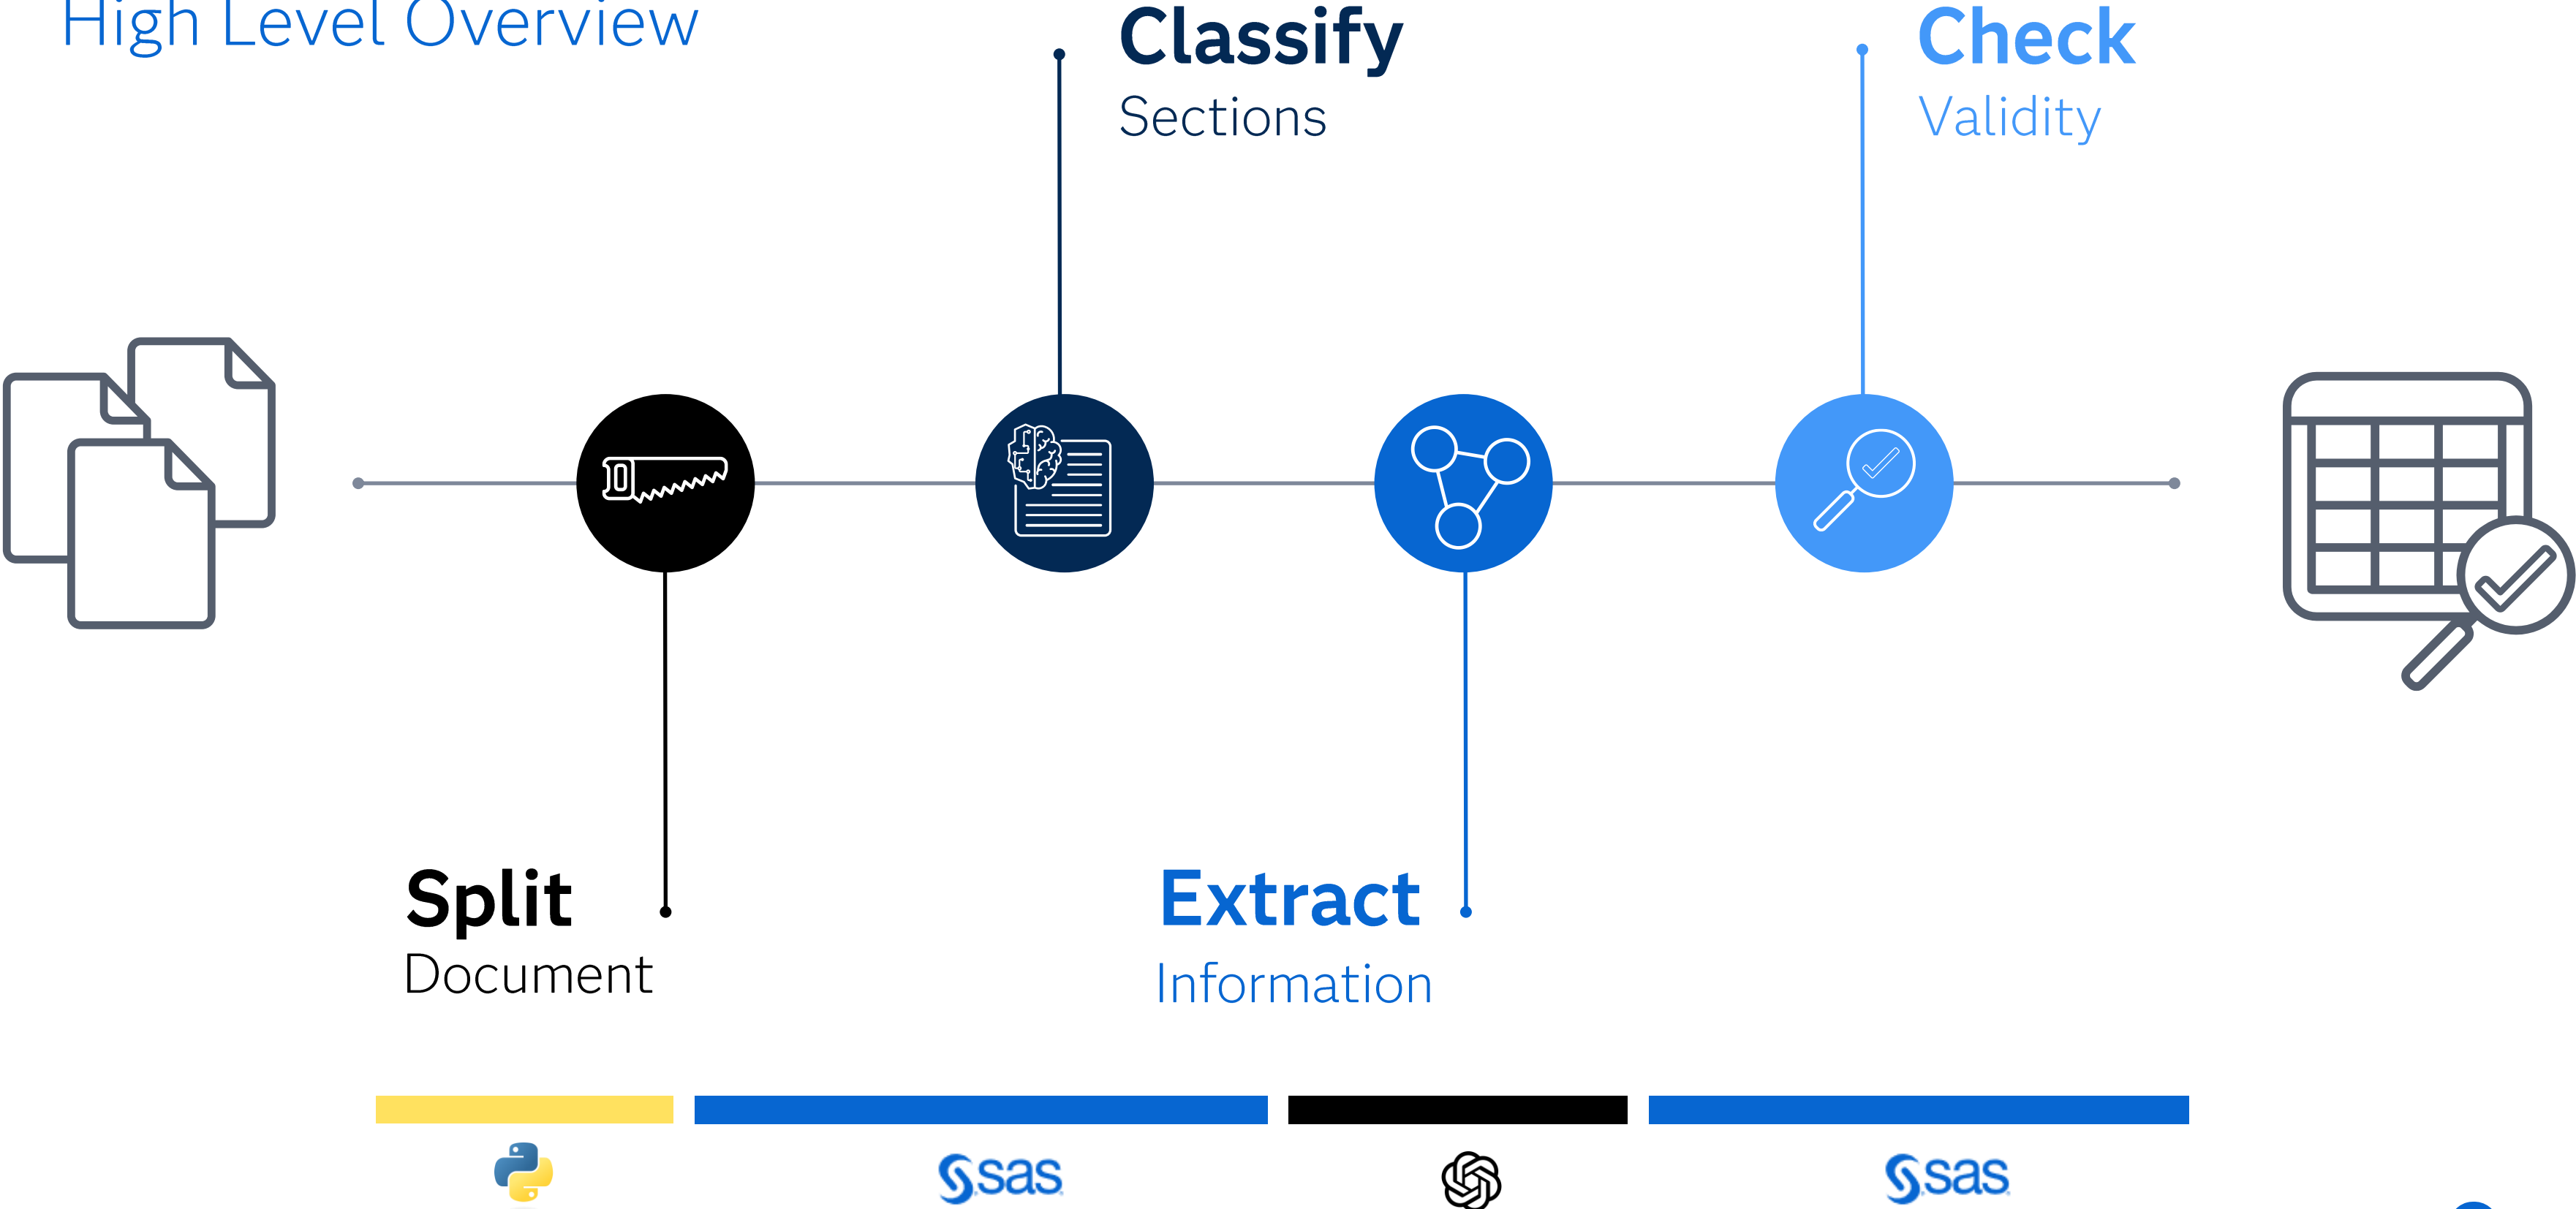 High Level Overview
Classify
Sections
Check
Validity
Split
Document
Extract
Information
sas
sas